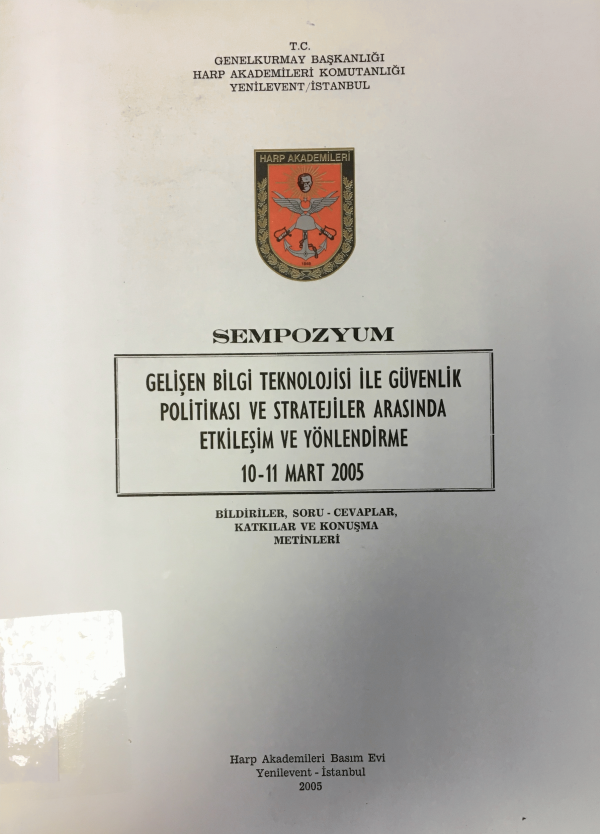 T.C.
GENELKURMAY BAŞKANLIĞI
HARP AKADEMİLERİ KOMUTANLIĞI
YENİLEVENT/İSTANBUL
HARP AKADEMİLERİ
SEMPOZYUM
GELİŞEN BİLGİ TEKNOLOJİSİ İLE GÜVENLİK
POLİTİKASI VE STRATEJİLER ARASINDA
ETKİLEŞİM VE YÖNLENDİRME
10-11 MART 2005
BİLDİRİLER, SORU - CEVAPLAR,
KATKILAR VE KONUŞMA
METİNLERİ
Harp Akademileri Basım Evi
Yenilevent - İstanbul
2005